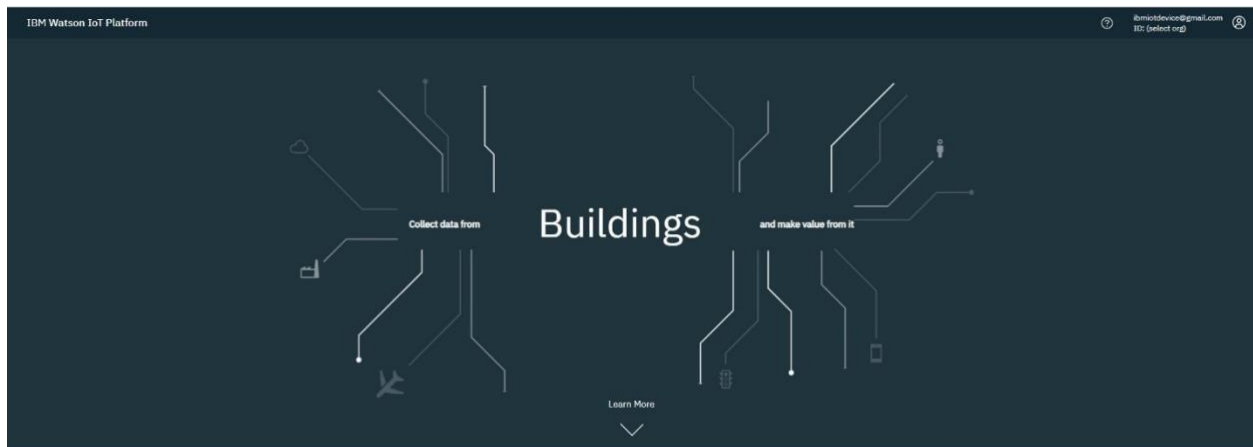 IBM Watson IoT Platform
ibmiotdevice@gmail.com
ID: (select org)
Collect data from
Buildings
and make value from it
Learn More